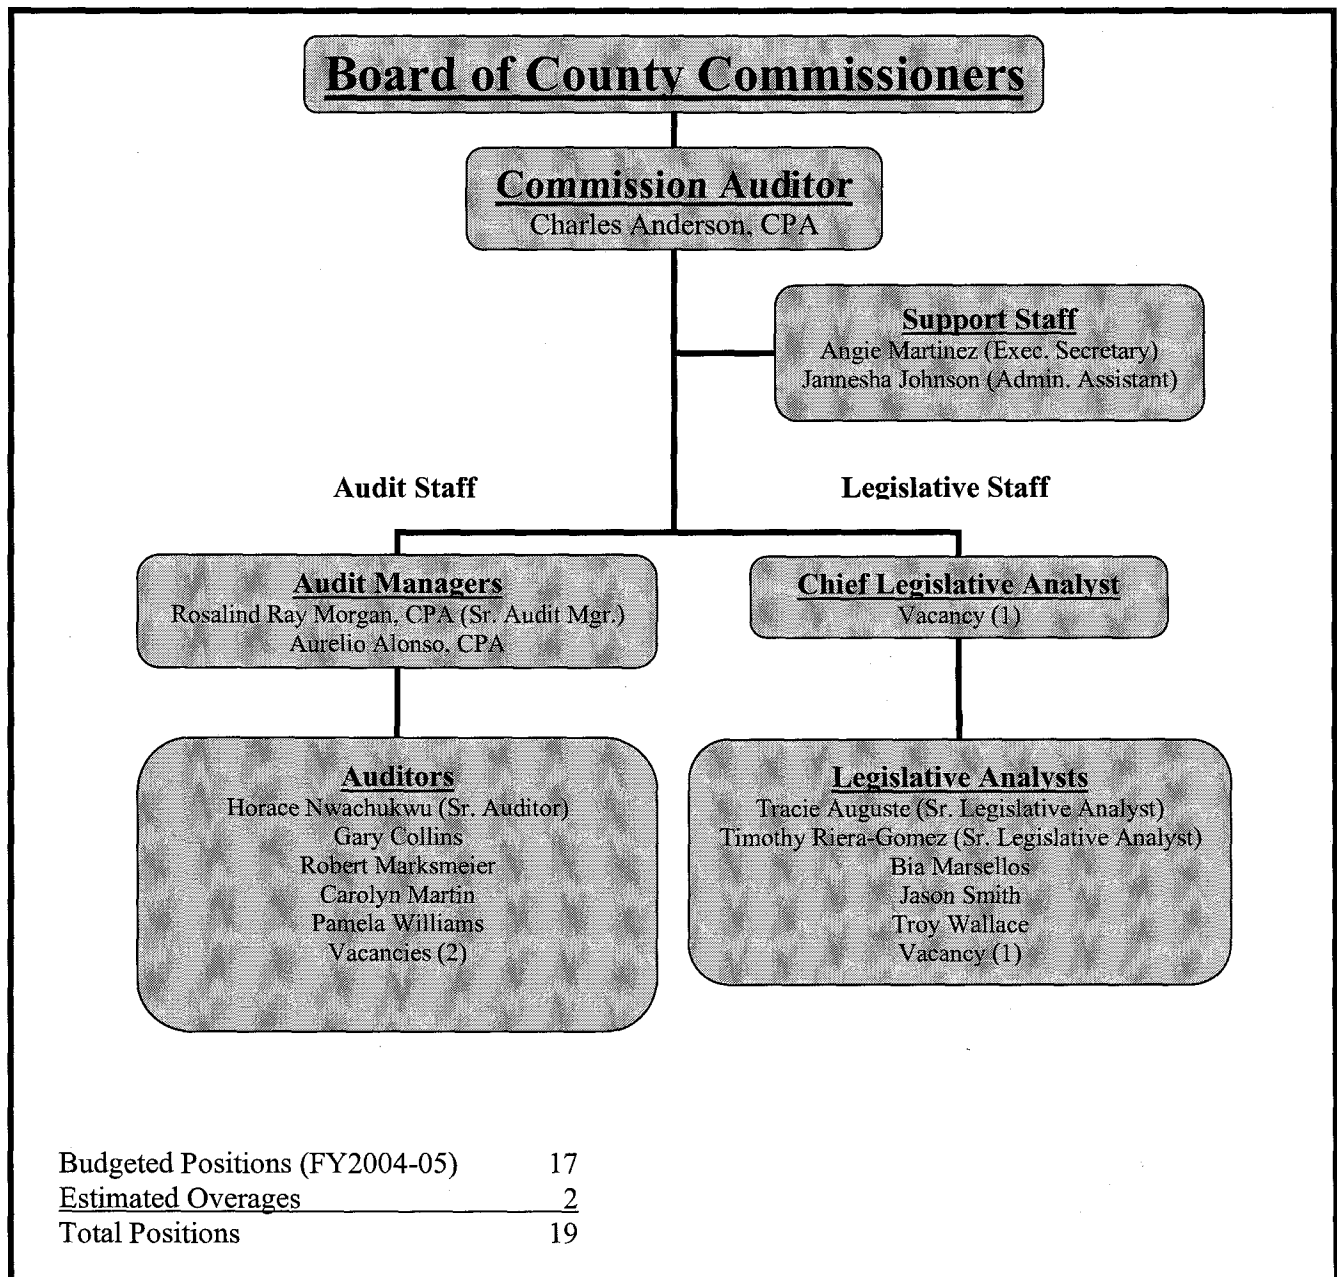 Board of County Commissioners
Commission Auditor
Charles Anderson, CPA
Support Staff
Angie Martinez (Exec. Secretary)
Jannesha Johnson (Admin. Assistant)
Audit Staff
Legislative Staff
Audit Managers
Rosalind Ray Morgan, CPA (Sr. Audit Mgr.)
Aurelio Alonso, CPA
Chief Legislative Analyst
Vacancy (1)
Auditors
Horace Nwachukwu (Sr. Auditor)
Gary Collins
Robert Marksmeier
Carolyn Martin
Pamela Williams
Vacancies (2)
Legislative Analysts
Tracie Auguste (Sr. Legislative Analyst)
Timothy Riera-Gomez (Sr. Legislative Analyst)
Bia Marsellos
Jason Smith
Troy Wallace
Vacancy (1)
Budgeted Positions (FY2004-05) 17
Estimated Overages 2
Total Positions 19